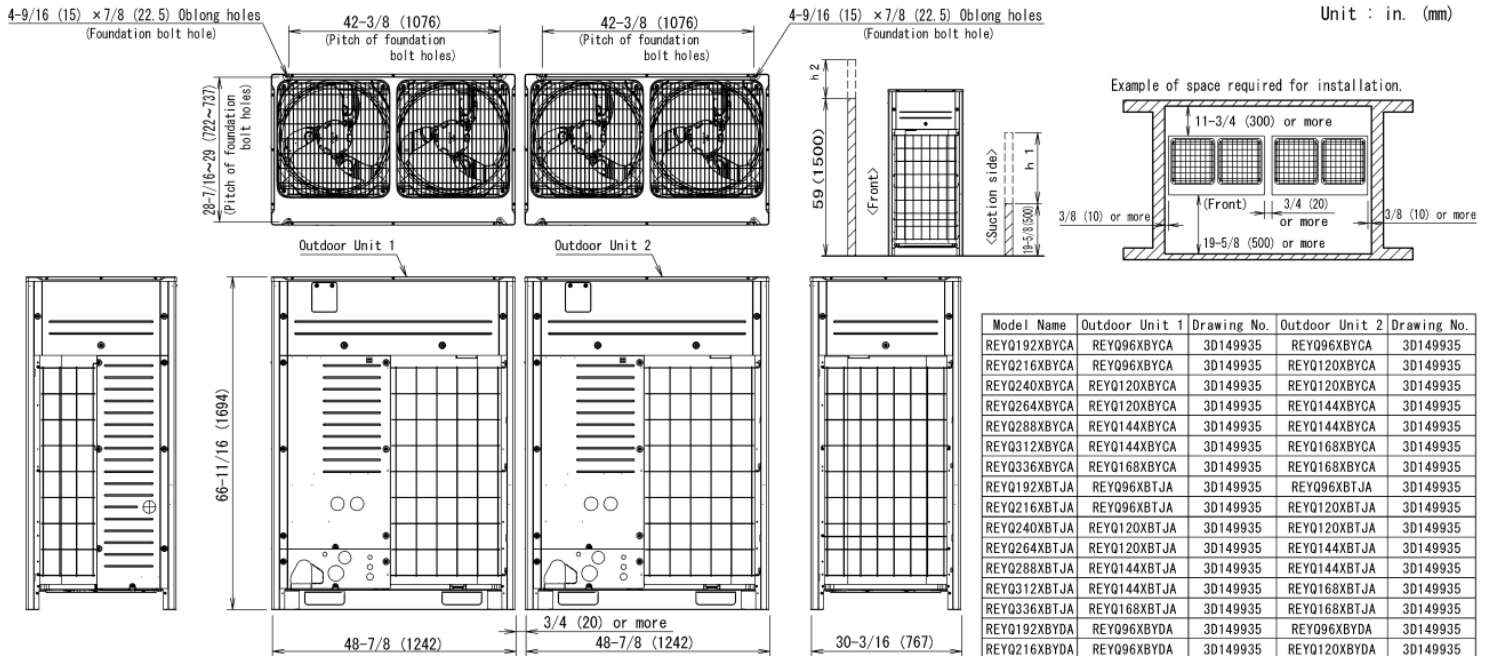 4-9/16 (15) ×7/8 (22.5) Oblong holes
(Foundation bolt hole)
42-3/8 (1076)
(Pitch of foundation
bolt holes)
42-3/8 (1076)
(Pitch of foundation
bolt holes)
4-9/16 (15) ×7/8 (22.5) Oblong holes
(Foundation bolt hole)
Unit : in. (mm)
28-7/16~29 (722~737)
(Pitch of foundation
bolt holes)
h2
59 (1500)
<Front>
<Suction side>
h1
19-5/8(500)
Example of space required for installation.
11-3/4 (300) or more
(Front)
3/4 (20)
or more
3/8 (10) or more
3/8 (10) or more
19-5/8 (500) or more
Outdoor Unit 1
Outdoor Unit 2
66-11/16 (1694)
3/4 (20) or more
48-7/8 (1242)
48-7/8 (1242)
30-3/16 (767)
Model Name Outdoor Unit 1 Drawing No. Outdoor Unit 2 Drawing No.
REYQ192XBYCA REYQ96XBYCA 3D149935 REYQ96XBYCA 3D149935
REYQ216XBYCA REYQ96XBYCA 3D149935 REYQ120XBYCA 3D149935
REYQ240XBYCA REYQ120XBYCA 3D149935 REYQ120XBYCA 3D149935
REYQ264XBYCA REYQ120XBYCA 3D149935 REYQ144XBYCA 3D149935
REYQ288XBYCA REYQ144XBYCA 3D149935 REYQ144XBYCA 3D149935
REYQ312XBYCA REYQ144XBYCA 3D149935 REYQ168XBYCA 3D149935
REYQ336XBYCA REYQ168XBYCA 3D149935 REYQ168XBYCA 3D149935
REYQ192XBTJA REYQ96XBTJA 3D149935 REYQ96XBTJA 3D149935
REYQ216XBTJA REYQ96XBTJA 3D149935 REYQ120XBTJA 3D149935
REYQ240XBTJA REYQ120XBTJA 3D149935 REYQ120XBTJA 3D149935
REYQ264XBTJA REYQ120XBTJA 3D149935 REYQ144XBTJA 3D149935
REYQ288XBTJA REYQ144XBTJA 3D149935 REYQ144XBTJA 3D149935
REYQ312XBTJA REYQ144XBTJA 3D149935 REYQ168XBTJA 3D149935
REYQ336XBTJA REYQ168XBTJA 3D149935 REYQ168XBTJA 3D149935
REYQ192XBYDA REYQ96XBYDA 3D149935 REYQ96XBYDA 3D149935
REYQ216XBYDA REYQ96XBYDA 3D149935 REYQ120XBYDA 3D149935